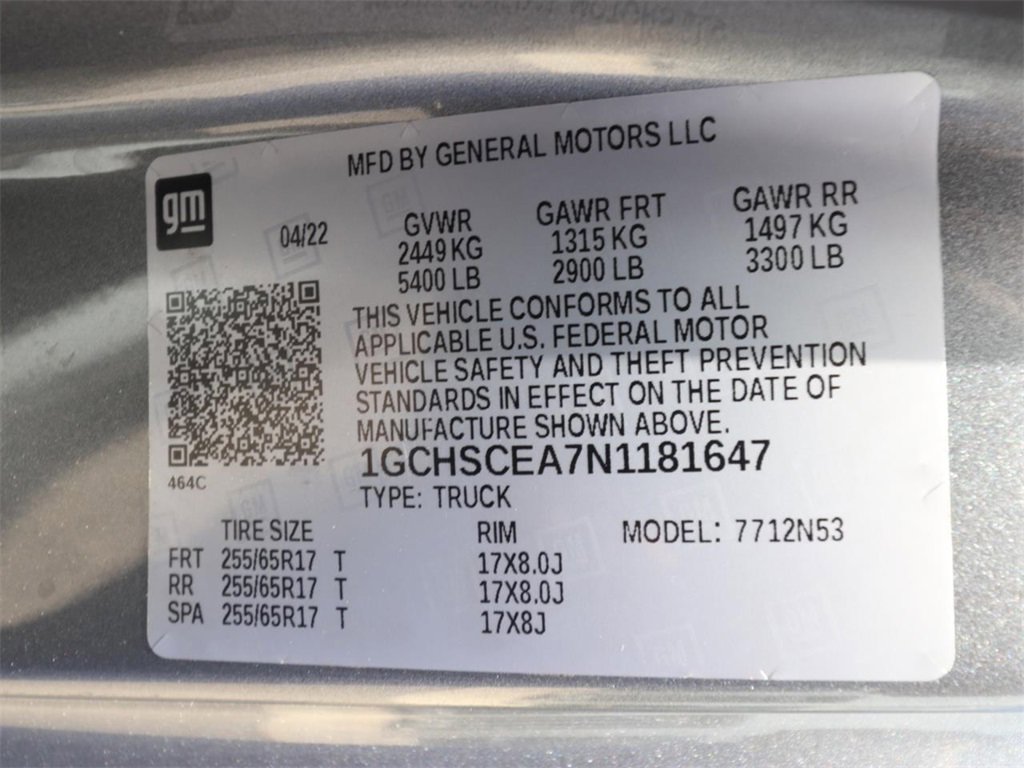 MFD BY GENERAL MOTORS LLC
gm
04/22
GVWR GAWR FRT GAWR RR
2449 KG 1315 KG 1497 KG
5400 LB 2900 LB 3300 LB
THIS VEHICLE CONFORMS TO ALL
APPLICABLE U.S. FEDERAL MOTOR
VEHICLE SAFETY AND THEFT PREVENTION
STANDARDS IN EFFECT ON THE DATE OF
MANUFACTURE SHOWN ABOVE.
1GCHSCEA7N1181647
464C
TYPE: TRUCK
TIRE SIZE RIM MODEL: 7712N53
FRT 255/65R17 T 17X8.0J
RR 255/65R17 T 17X8.0J
SPA 255/65R17 T 17X8J